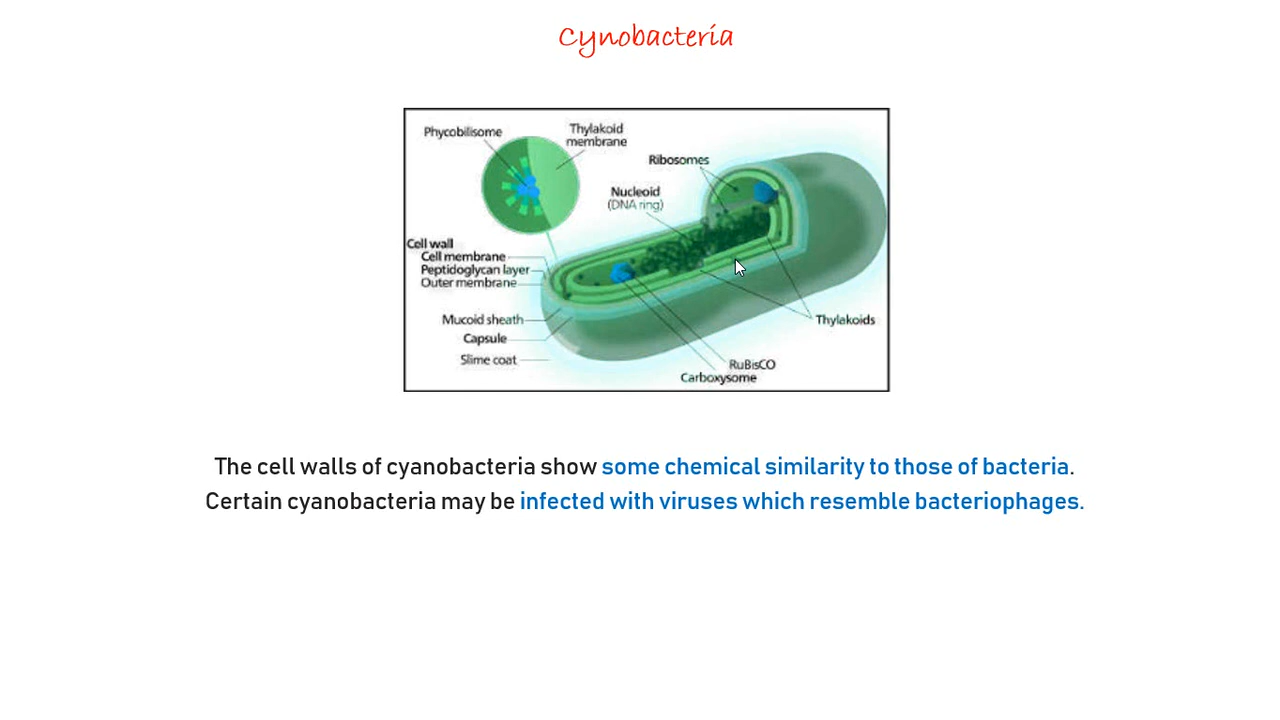 Cynobacteria
Phycobilisome
Thylakoid
membrane
Ribosomes
Nucleoid
(DNA ring)
Cell wall
Cell membrane
Peptidoglycan layer
Outer membrane
Mucoid sheath
Capsule
Slime coat
Thylakoids
RuBisCO
Carboxysome
The cell walls of cyanobacteria show some chemical similarity to those of bacteria.
Certain cyanobacteria may be infected with viruses which resemble bacteriophages.